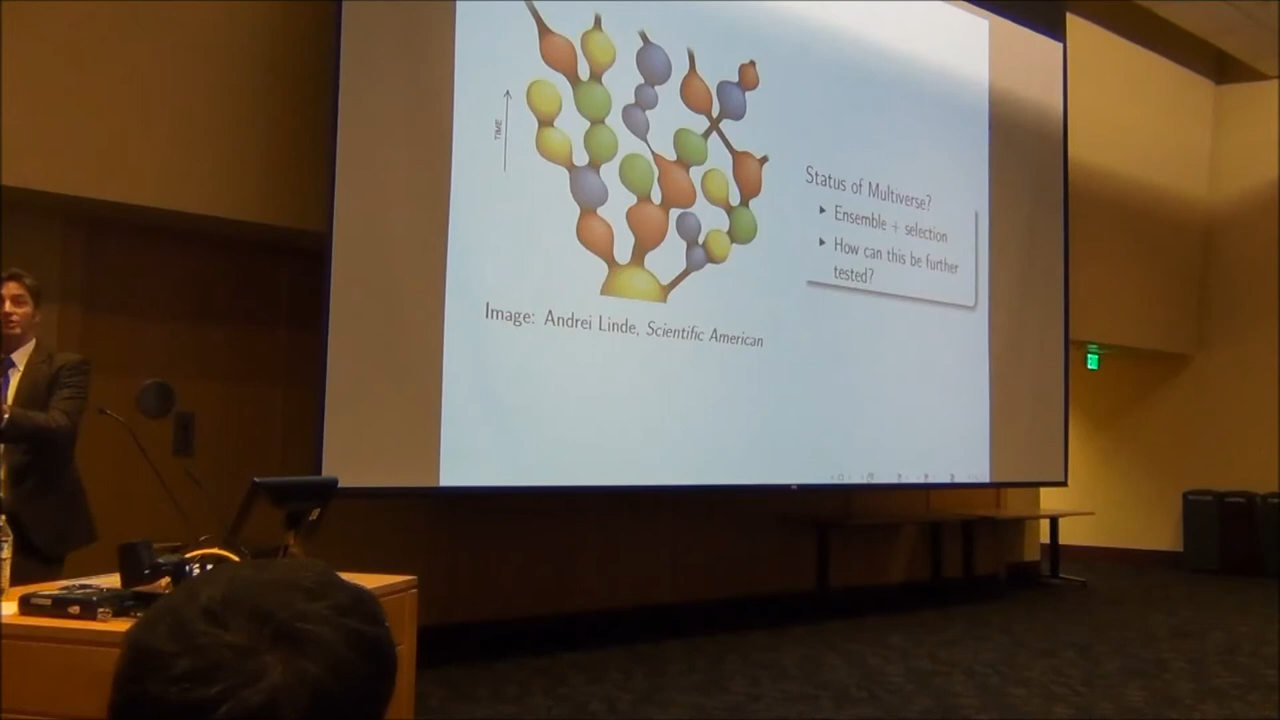 TIME
Status of Multiverse?
Ensemble + selection
How can this be further
tested?
Image: Andrei Linde, Scientific American